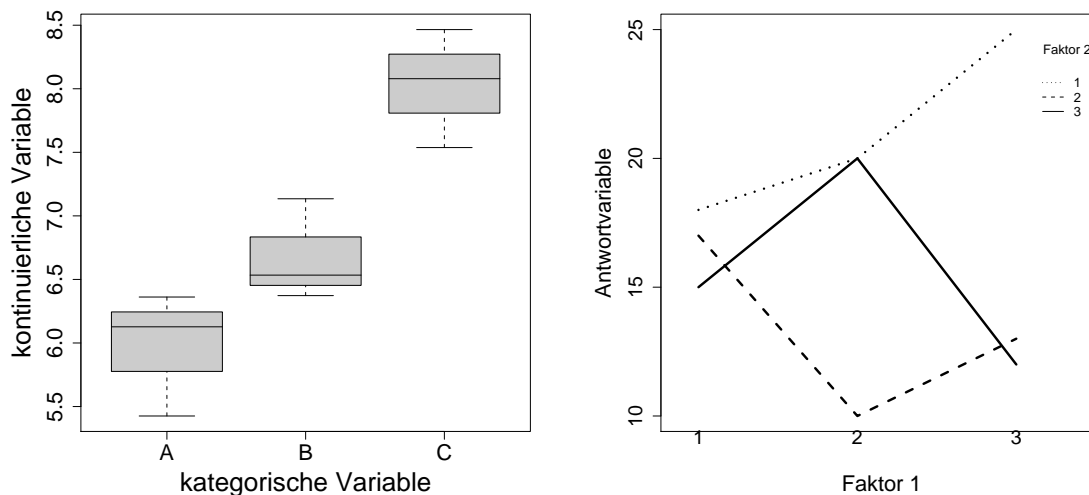 kontinuierliche Variable
8.5
8.0
7.5
7.0
6.5
6.0
5.5
A B C
kategorische Variable
Antwortvariable
25
20
15
10
1 2 3
Faktor 1
Faktor 2
1
2
3